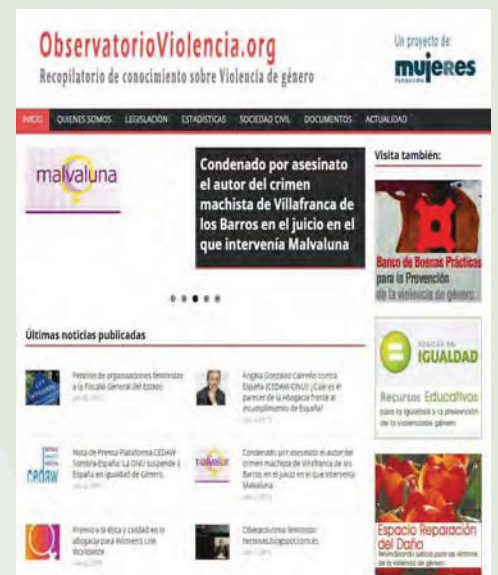 ObservatorioViolencia.org
Recopilatorio de conocimiento sobre Violencia de género
Un proyecto de:
mujeres
FUNDACIÓN
INICIO QUIENES SOMOS LEGISLACIÓN ESTADÍSTICAS SOCIEDAD CIVIL DOCUMENTOS ACTUALIDAD
malvaluna
Condenado por asesinato
el autor del crimen
machista de Villafranca de
los Barros en el juicio en el
que intervenía Malvaluna
Visita también:
Banco de Buenas Prácticas
para la Prevención
de la violencia de género
Últimas noticias publicadas
Petición de organizaciones feministas
a la Fiscalía General del Estado
Ángela González Carreño contra
España (CEDAW-ONU) ¿Cuál es el
parecer de la Abogacía frente al
incumplimiento de España?
IGUALDAD
Recursos Educativos
para la igualdad y la prevención
de la violencia de género
CEDAW
Nota de Prensa Plataforma CEDAW
Sombra-España: La ONU suspende a
España en igualdad de Género.
malvaluna
Condenado por asesinato el autor del
crimen machista de Villafranca de los
Barros en el juicio en el que intervenía
Malvaluna
Premio a la ética y calidad en la
abogacía para Women's Link
Worldwide
Ciberactivismo feminista:
Espacio Reparación
del Daño